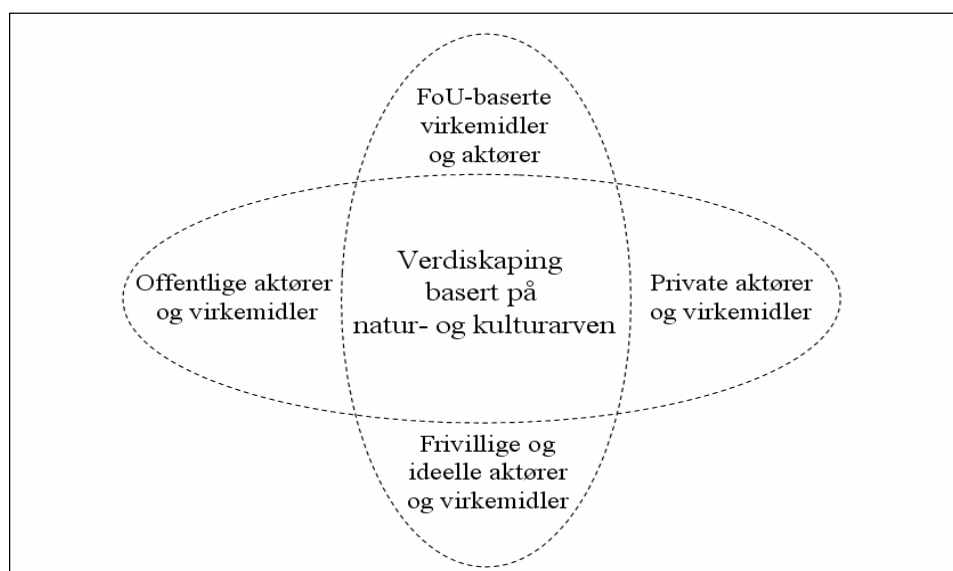 FoU-baserte
virkemidler
og aktører
Offentlige aktører
og virkemidler
Verdiskaping
basert på
natur- og kulturarven
Private aktører
og virkemidler
Frivillige og
ideelle aktører
og virkemidler